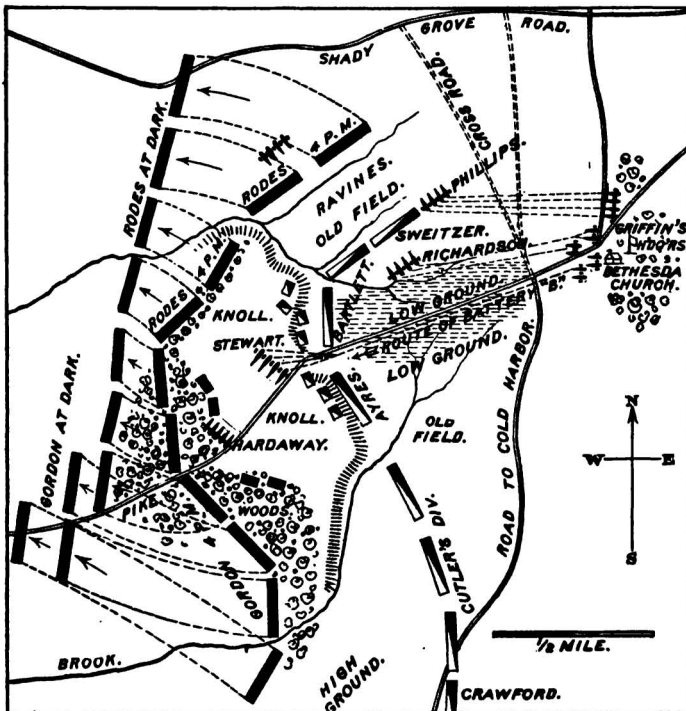 SHADY GROVE ROAD.
CROSS ROAD.
RODES AT DARK.
RODES 4 P.M.
RAVINES.
OLD FIELD.
PHILLIPS.
SWEITZER.
RICHARDSON.
GRIFFIN'S
HDQ'RS
BETHESDA
CHURCH.
RODES 4 P.M.
KNOLL.
STEWART.
BARTLETT.
LOW GROUND.
ROUTE OF BATTERY "B"
LOW GROUND.
AYRES.
KNOLL.
HARDAWAY.
OLD
FIELD.
GORDON AT DARK.
PIKE.
4 P.M.
WOODS.
GORDON
CUTLER'S DIV.
ROAD TO COLD HARBOR.
N
W E
S
½ MILE.
BROOK.
HIGH
GROUND.
CRAWFORD.